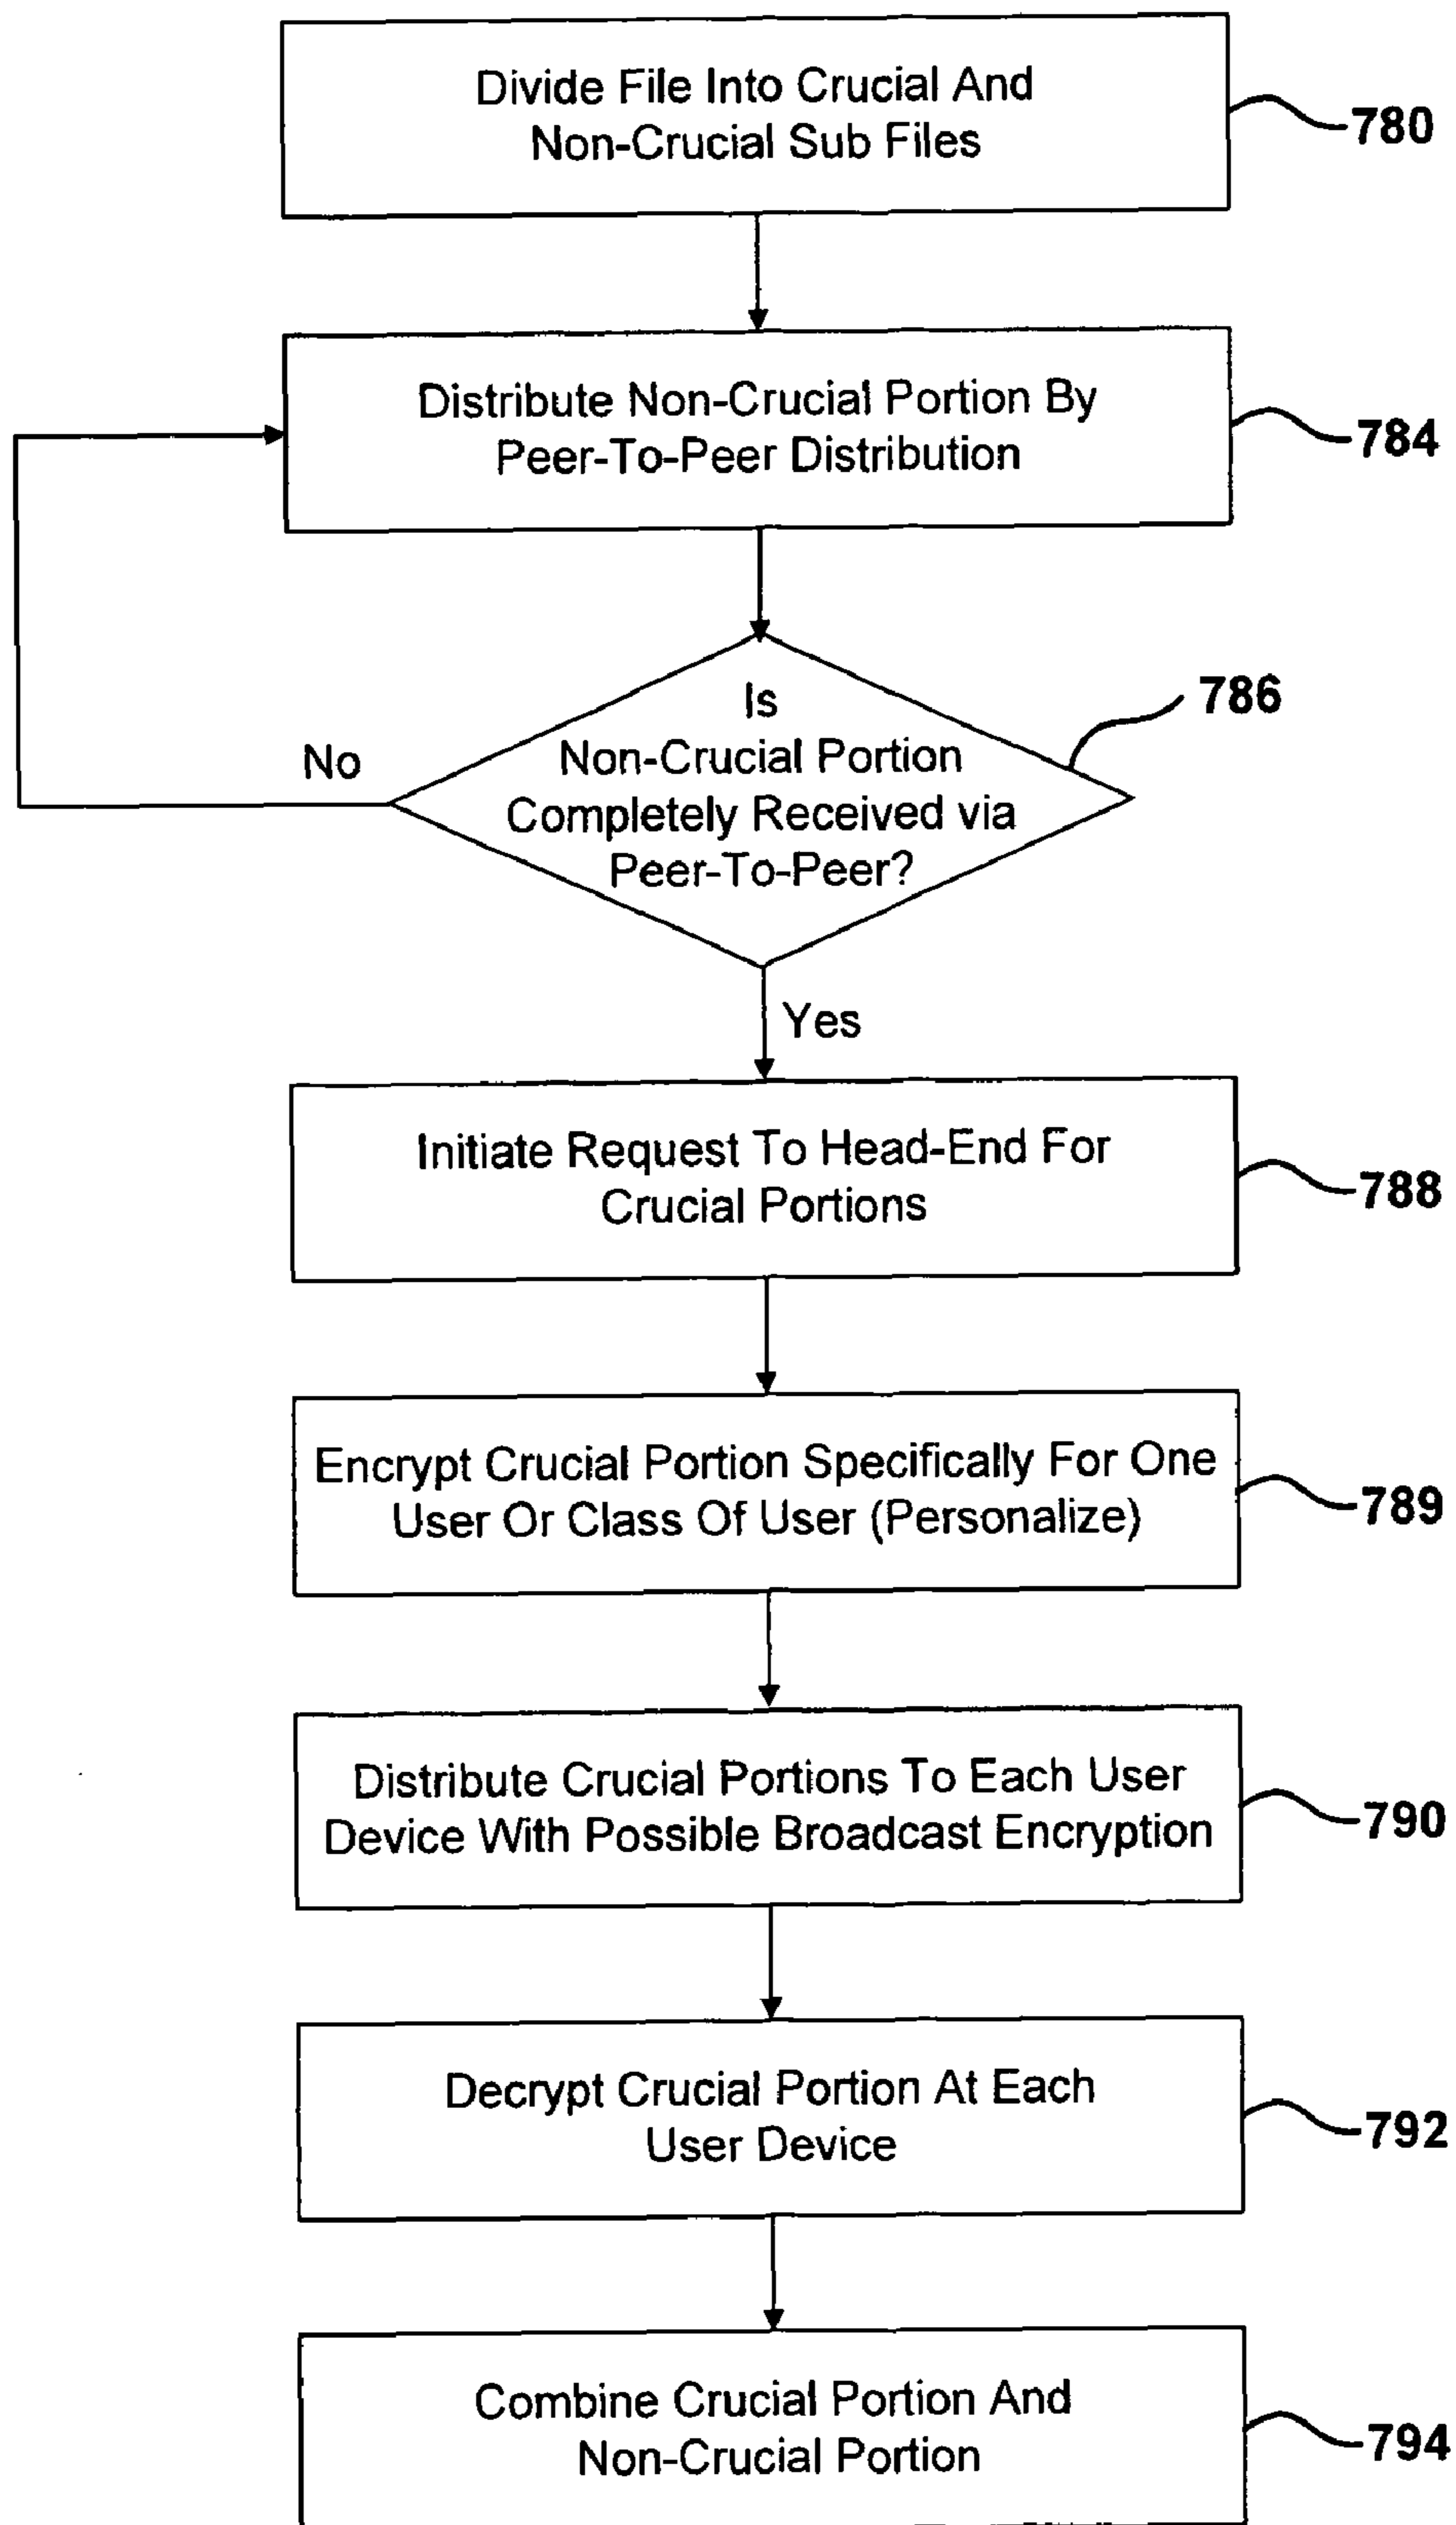 Divide File Into Crucial And
Non-Crucial Sub Files
780
Distribute Non-Crucial Portion By
Peer-To-Peer Distribution
784
Is
Non-Crucial Portion
Completely Received via
Peer-To-Peer?
786
No
Yes
Initiate Request To Head-End For
Crucial Portions
788
Encrypt Crucial Portion Specifically For One
User Or Class Of User (Personalize)
789
Distribute Crucial Portions To Each User
Device With Possible Broadcast Encryption
790
Decrypt Crucial Portion At Each
User Device
792
Combine Crucial Portion And
Non-Crucial Portion
794